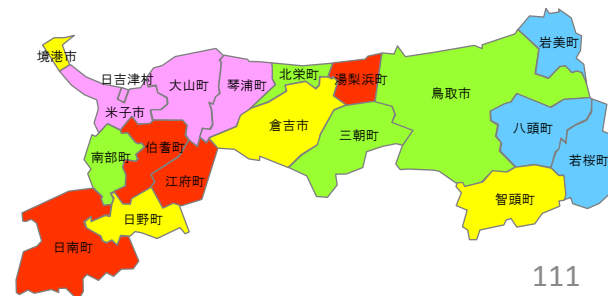 境港市
日吉津村
米子市
大山町
琴浦町
北栄町
湯梨浜町
鳥取市
岩美町
八頭町
若桜町
智頭町
倉吉市
三朝町
南部町
伯耆町
江府町
日野町
日南町
111